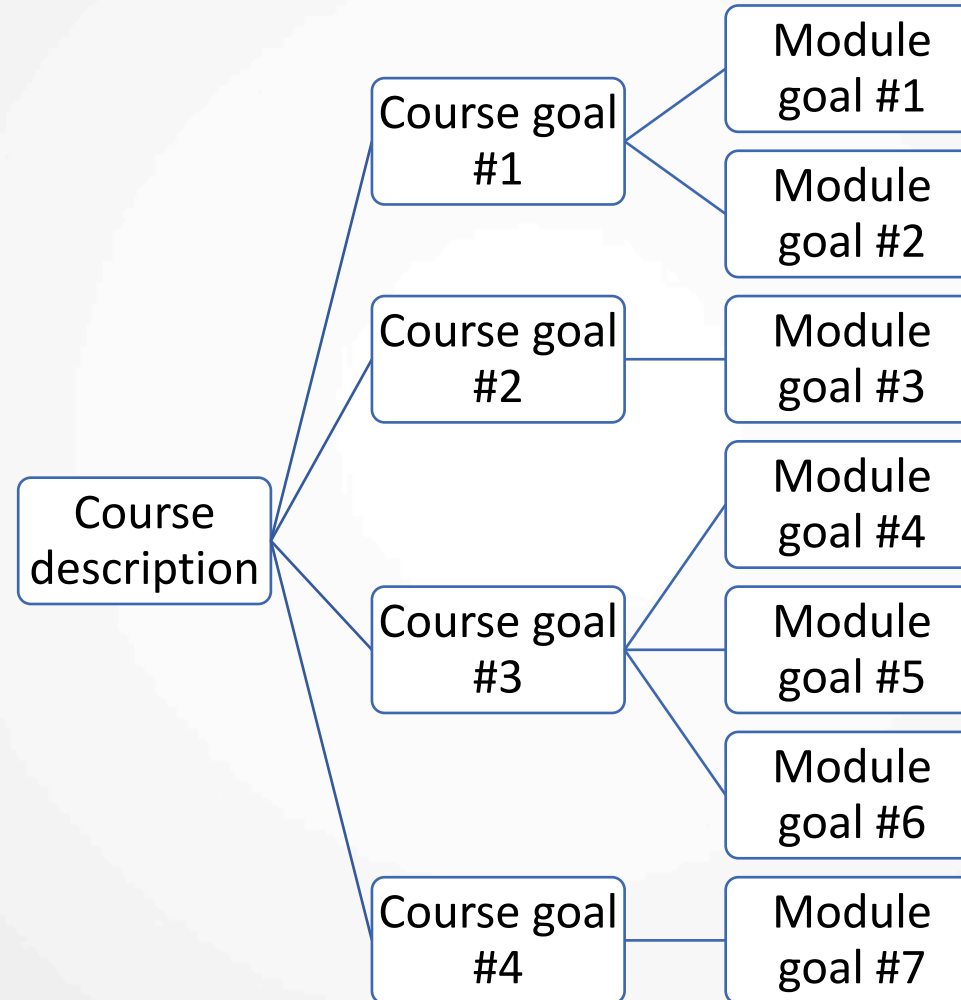 Course
description
Course goal
#1
Module
goal #1
Module
goal #2
Course goal
#2
Module
goal #3
Course goal
#3
Module
goal #4
Module
goal #5
Module
goal #6
Course goal
#4
Module
goal #7